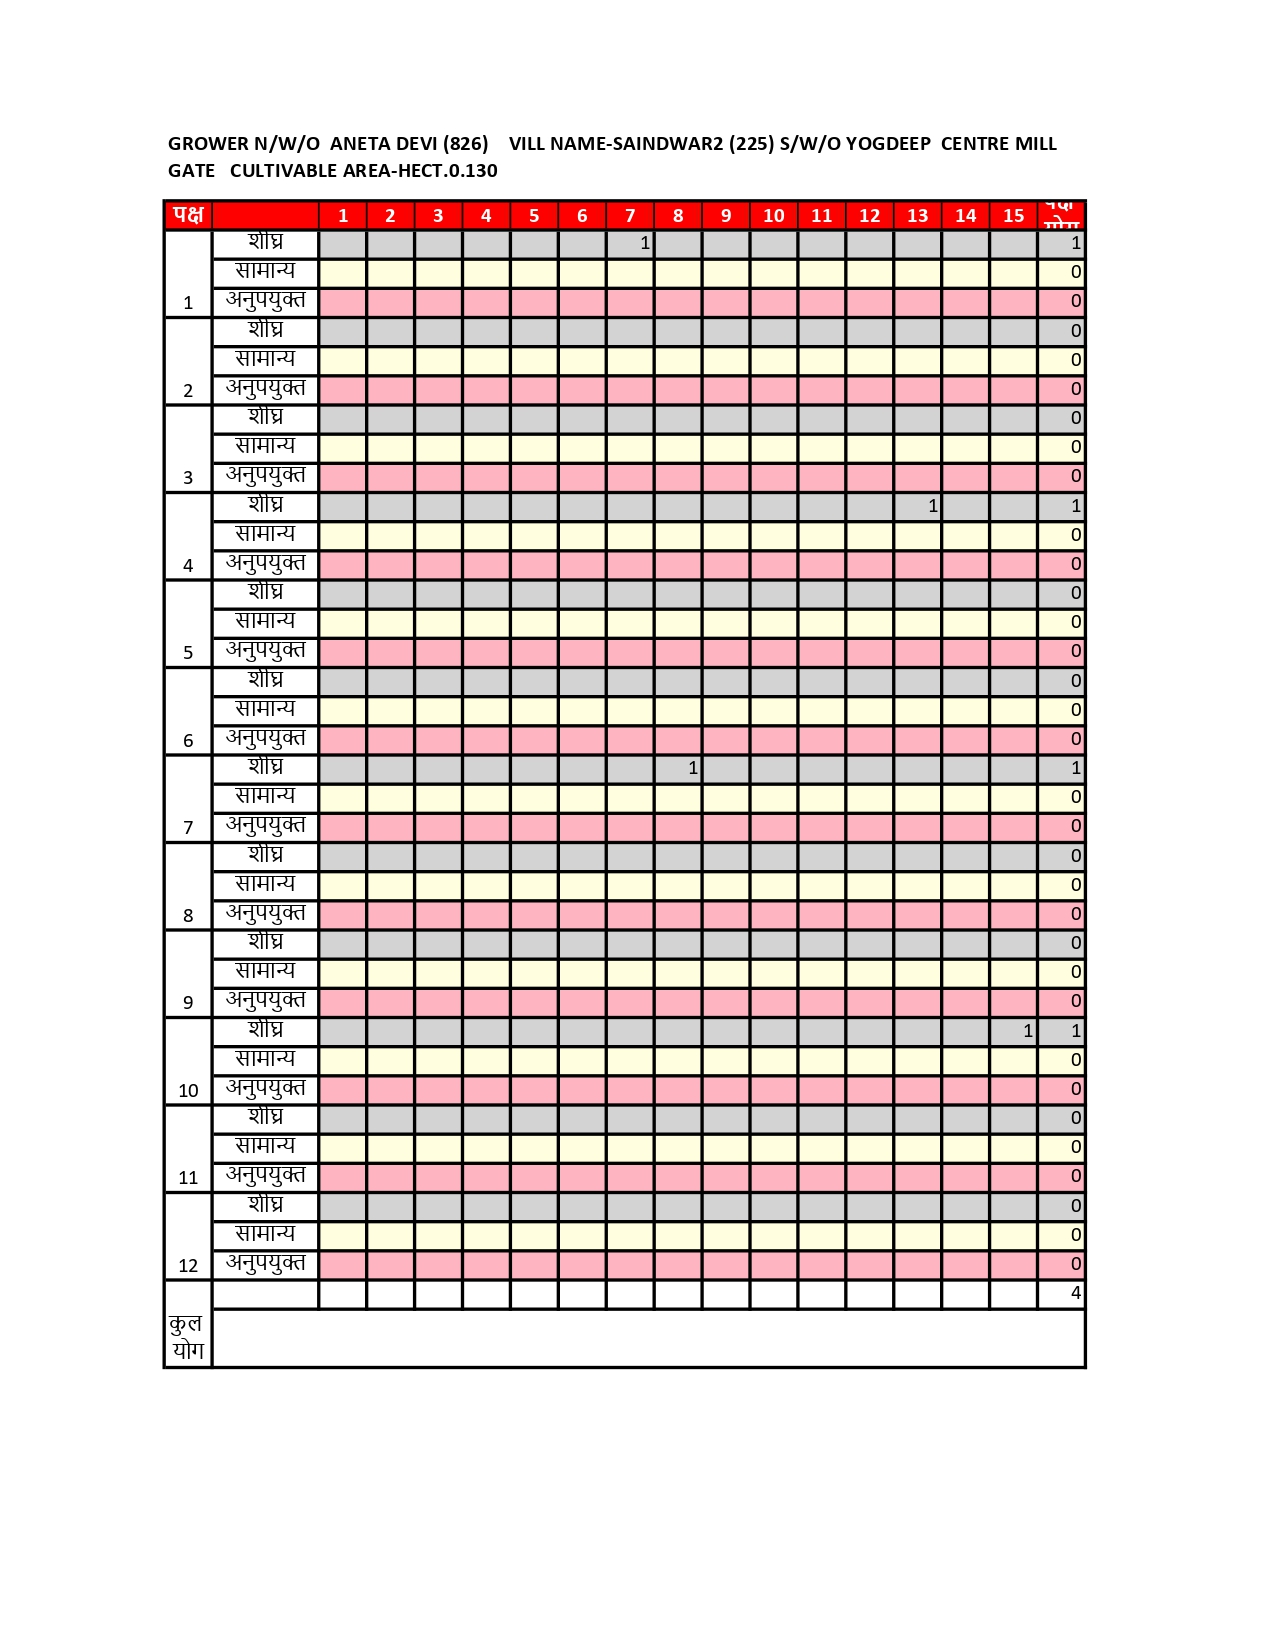 GROWER N/W/O ANETA DEVI (826) VILL NAME-SAINDWAR2 (225) S/W/O YOGDEEP CENTRE MILL
GATE CULTIVABLE AREA-HECT.0.130
पक्ष 1 2 3 4 5 6 7 8 9 10 11 12 13 14 15 पक्ष
योग
शीघ्र 1 1
सामान्य 0
1 अनुपयुक्त 0
शीघ्र 0
सामान्य 0
2 अनुपयुक्त 0
शीघ्र 0
सामान्य 0
3 अनुपयुक्त 0
शीघ्र 1 1
सामान्य 0
4 अनुपयुक्त 0
शीघ्र 0
सामान्य 0
5 अनुपयुक्त 0
शीघ्र 0
सामान्य 0
6 अनुपयुक्त 0
शीघ्र 1 1
सामान्य 0
7 अनुपयुक्त 0
शीघ्र 0
सामान्य 0
8 अनुपयुक्त 0
शीघ्र 0
सामान्य 0
9 अनुपयुक्त 0
शीघ्र 1 1
सामान्य 0
10 अनुपयुक्त 0
शीघ्र 0
सामान्य 0
11 अनुपयुक्त 0
शीघ्र 0
सामान्य 0
12 अनुपयुक्त 0
4
कुल
योग